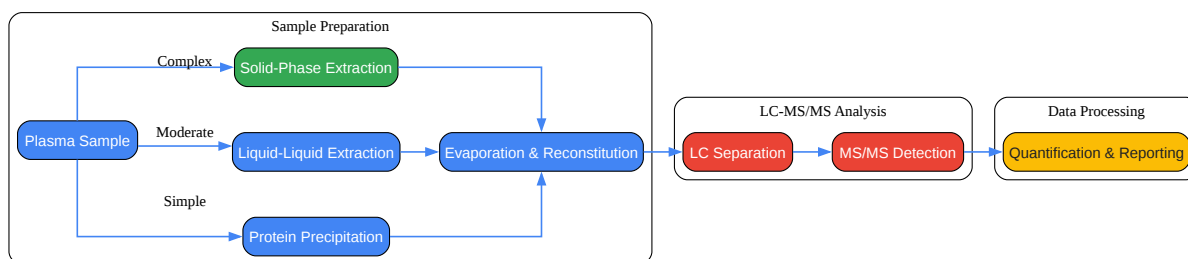 Sample Preparation
Complex
Solid-Phase Extraction
Plasma Sample
Moderate
Liquid-Liquid Extraction
Evaporation & Reconstitution
Simple
Protein Precipitation
LC-MS/MS Analysis
LC Separation
MS/MS Detection
Data Processing
Quantification & Reporting